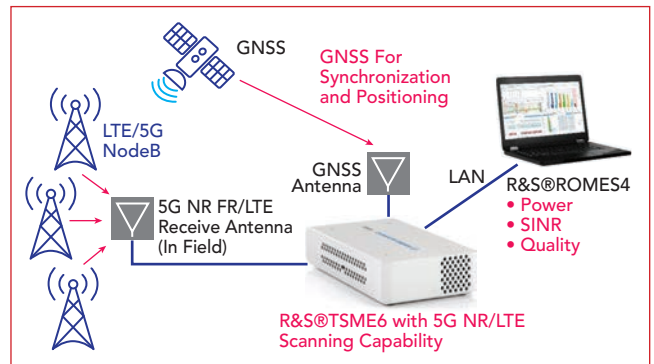 GNSS
GNSS For
Synchronization
and Positioning
LTE/5G
NodeB
GNSS
Antenna
LAN
R&S®ROMES4
• Power
• SINR
• Quality
5G NR FR/LTE
Receive Antenna
(In Field)
R&S®TSME6 with 5G NR/LTE
Scanning Capability